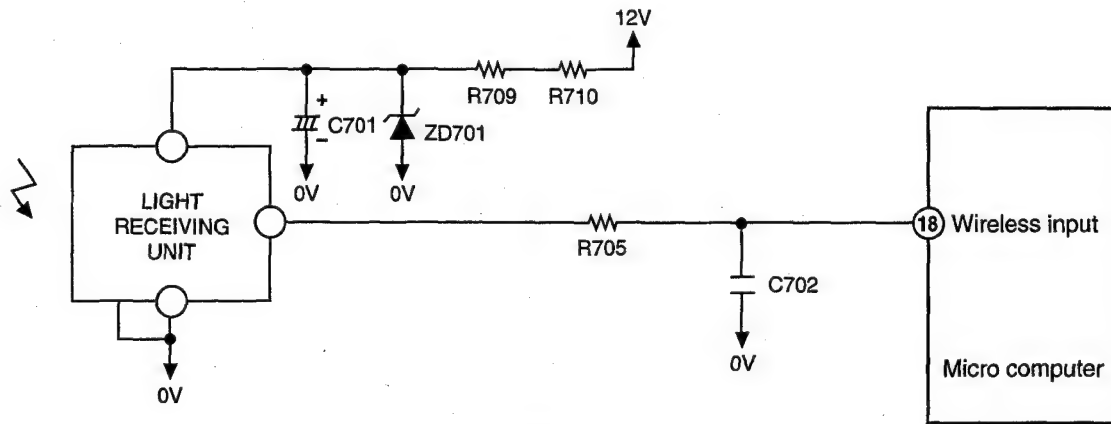 12V
R709
R710
+
C701
-
ZD701
0V
0V
LIGHT
RECEIVING
UNIT
R705
18
Wireless input
C702
0V
0V
Micro computer